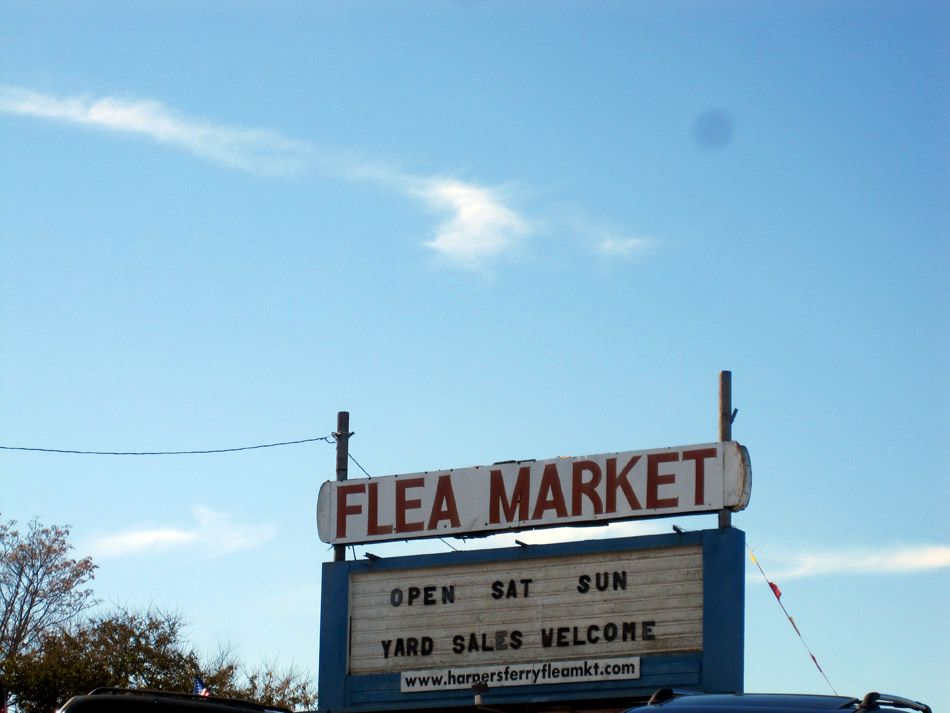 FLEA MARKET
OPEN SAT SUN
YARD SALES WELCOME
www.harpersferryfleamkt.com